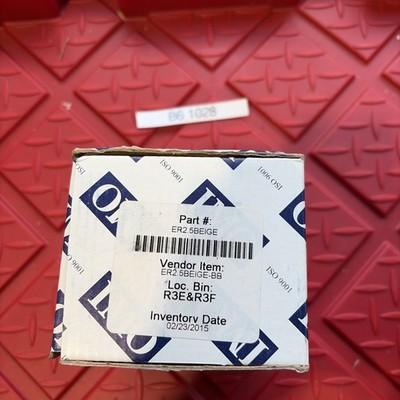 B6 1028
ISO 9001
ISO 9001
ISO 9001
Part #:
ER2.5BEIGE
Vendor Item:
ER2.5BEIGE-BB
Loc. Bin:
R3E&R3F
Inventory Date
02/23/2015